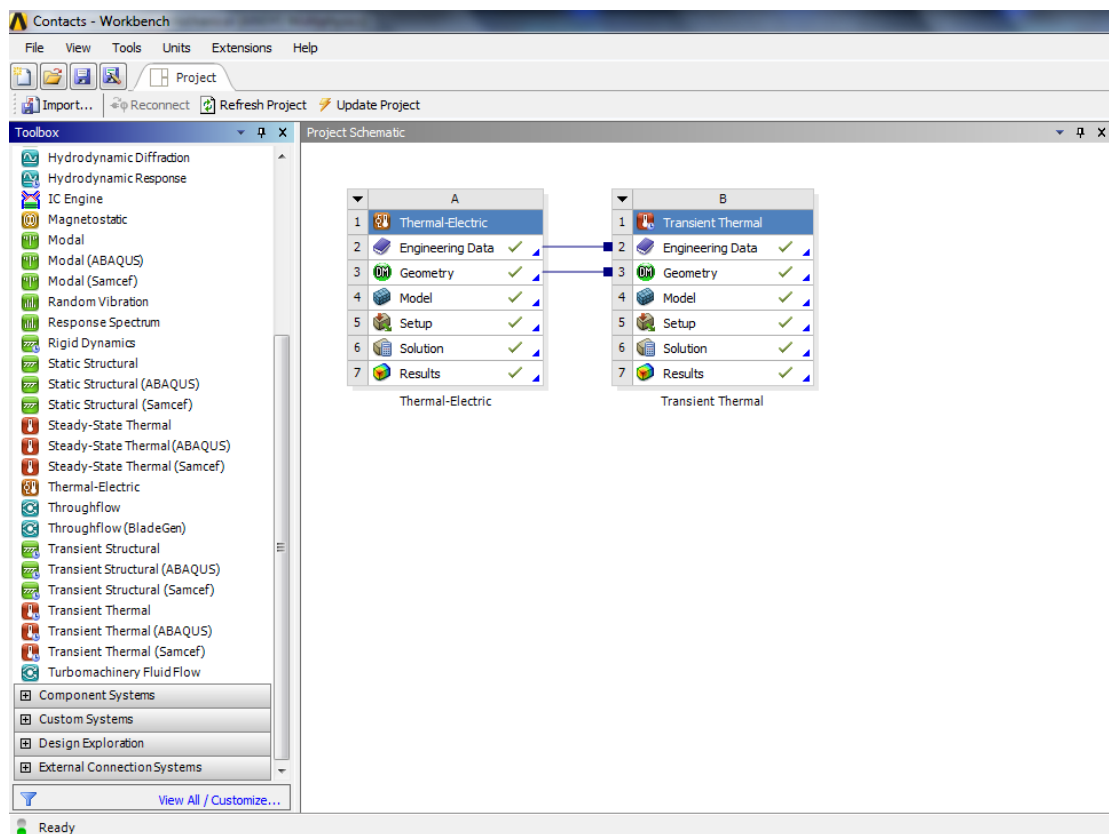 Contacts - Workbench
File View Tools Units Extensions Help
Project
Import... Reconnect Refresh Project Update Project
Toolbox
Hydrodynamic Diffraction
Hydrodynamic Response
IC Engine
Magnetostatic
Modal
Modal (ABAQUS)
Modal (Samcef)
Random Vibration
Response Spectrum
Rigid Dynamics
Static Structural
Static Structural (ABAQUS)
Static Structural (Samcef)
Steady-State Thermal
Steady-State Thermal (ABAQUS)
Steady-State Thermal (Samcef)
Thermal-Electric
Throughflow
Throughflow (BladeGen)
Transient Structural
Transient Structural (ABAQUS)
Transient Structural (Samcef)
Transient Thermal
Transient Thermal (ABAQUS)
Transient Thermal (Samcef)
Turbomachinery Fluid Flow
Component Systems
Custom Systems
Design Exploration
External Connection Systems
View All / Customize...
Project Schematic
A
1 Thermal-Electric
2 Engineering Data
3 DM Geometry
4 Model
5 Setup
6 Solution
7 Results
Thermal-Electric
B
1 Transient Thermal
2 Engineering Data
3 DM Geometry
4 Model
5 Setup
6 Solution
7 Results
Transient Thermal
Ready